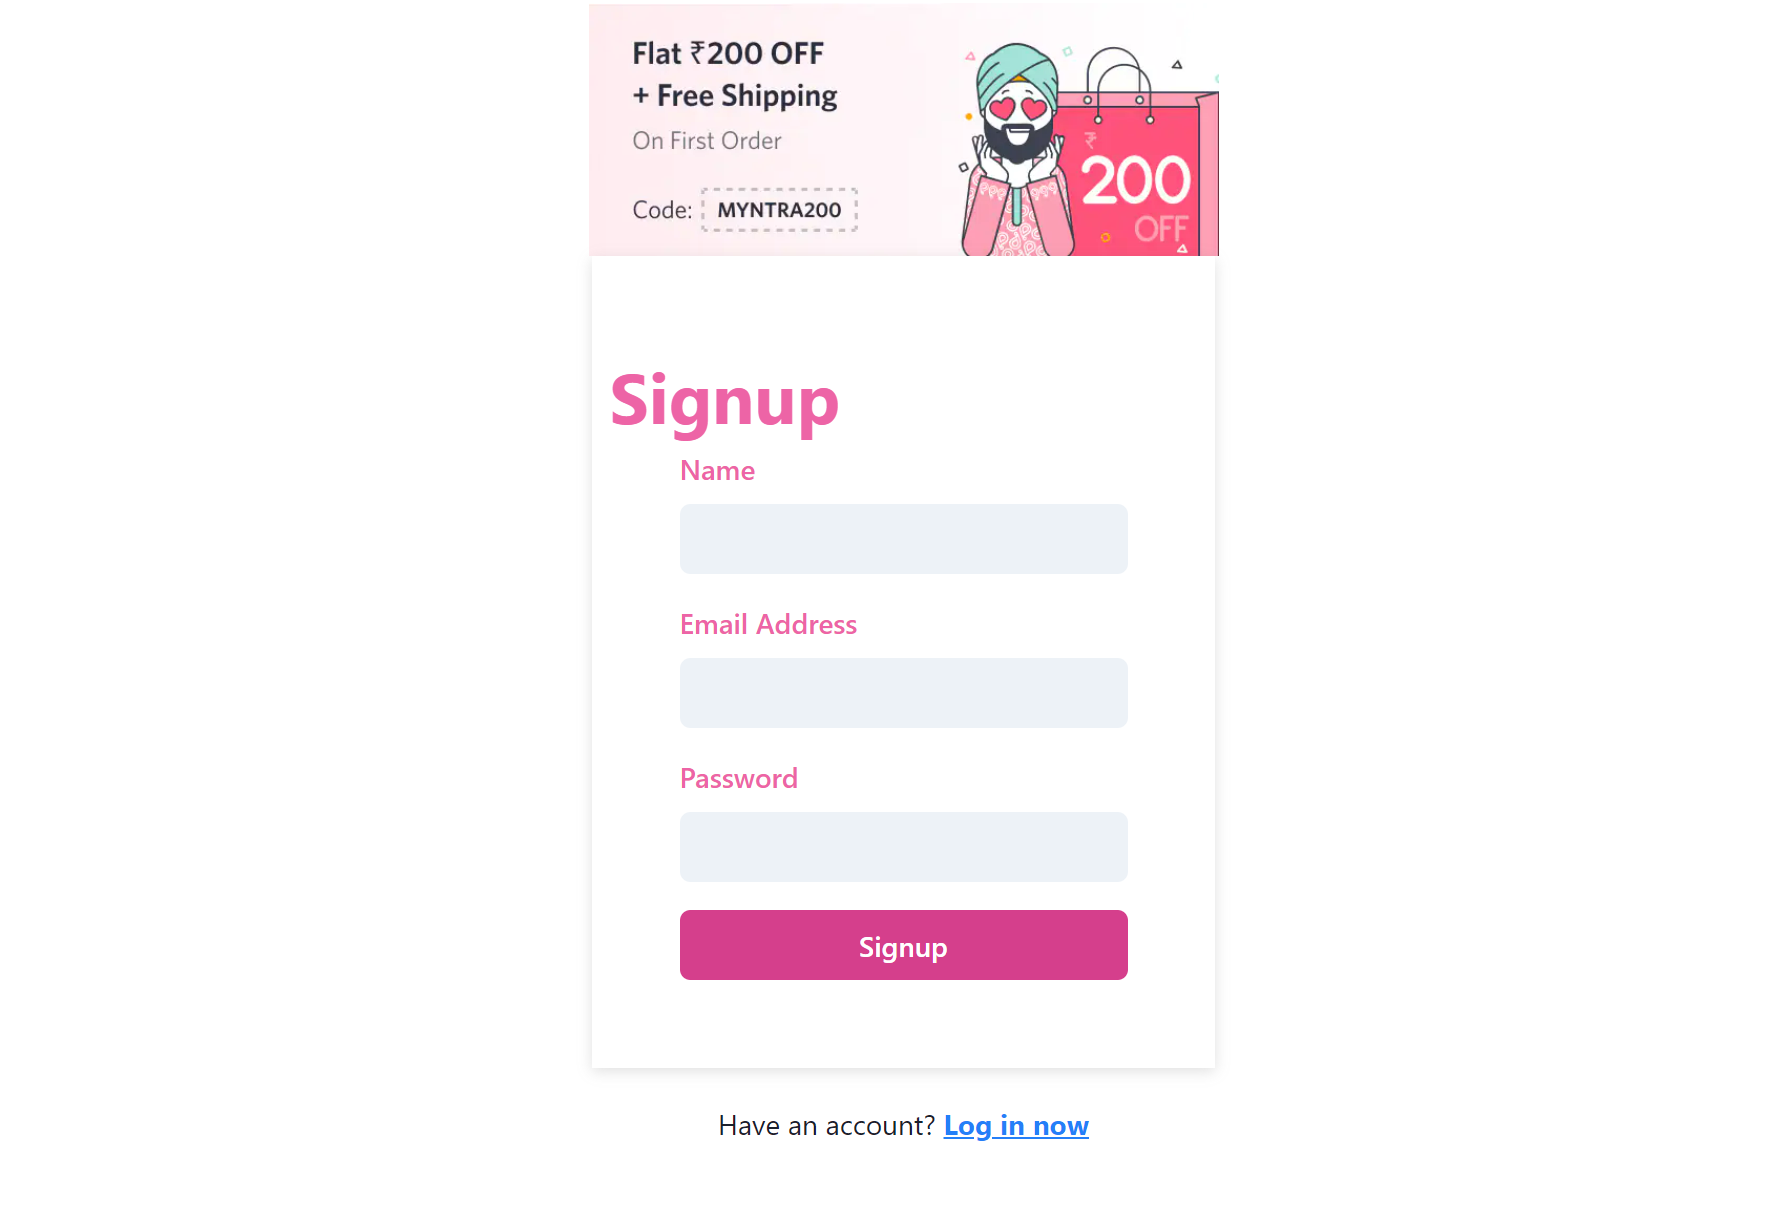 Flat ₹200 OFF
+ Free Shipping
On First Order
Code: MYNTRA200
₹
200
OFF
Signup
Name
Email Address
Password
Signup
Have an account? Log in now